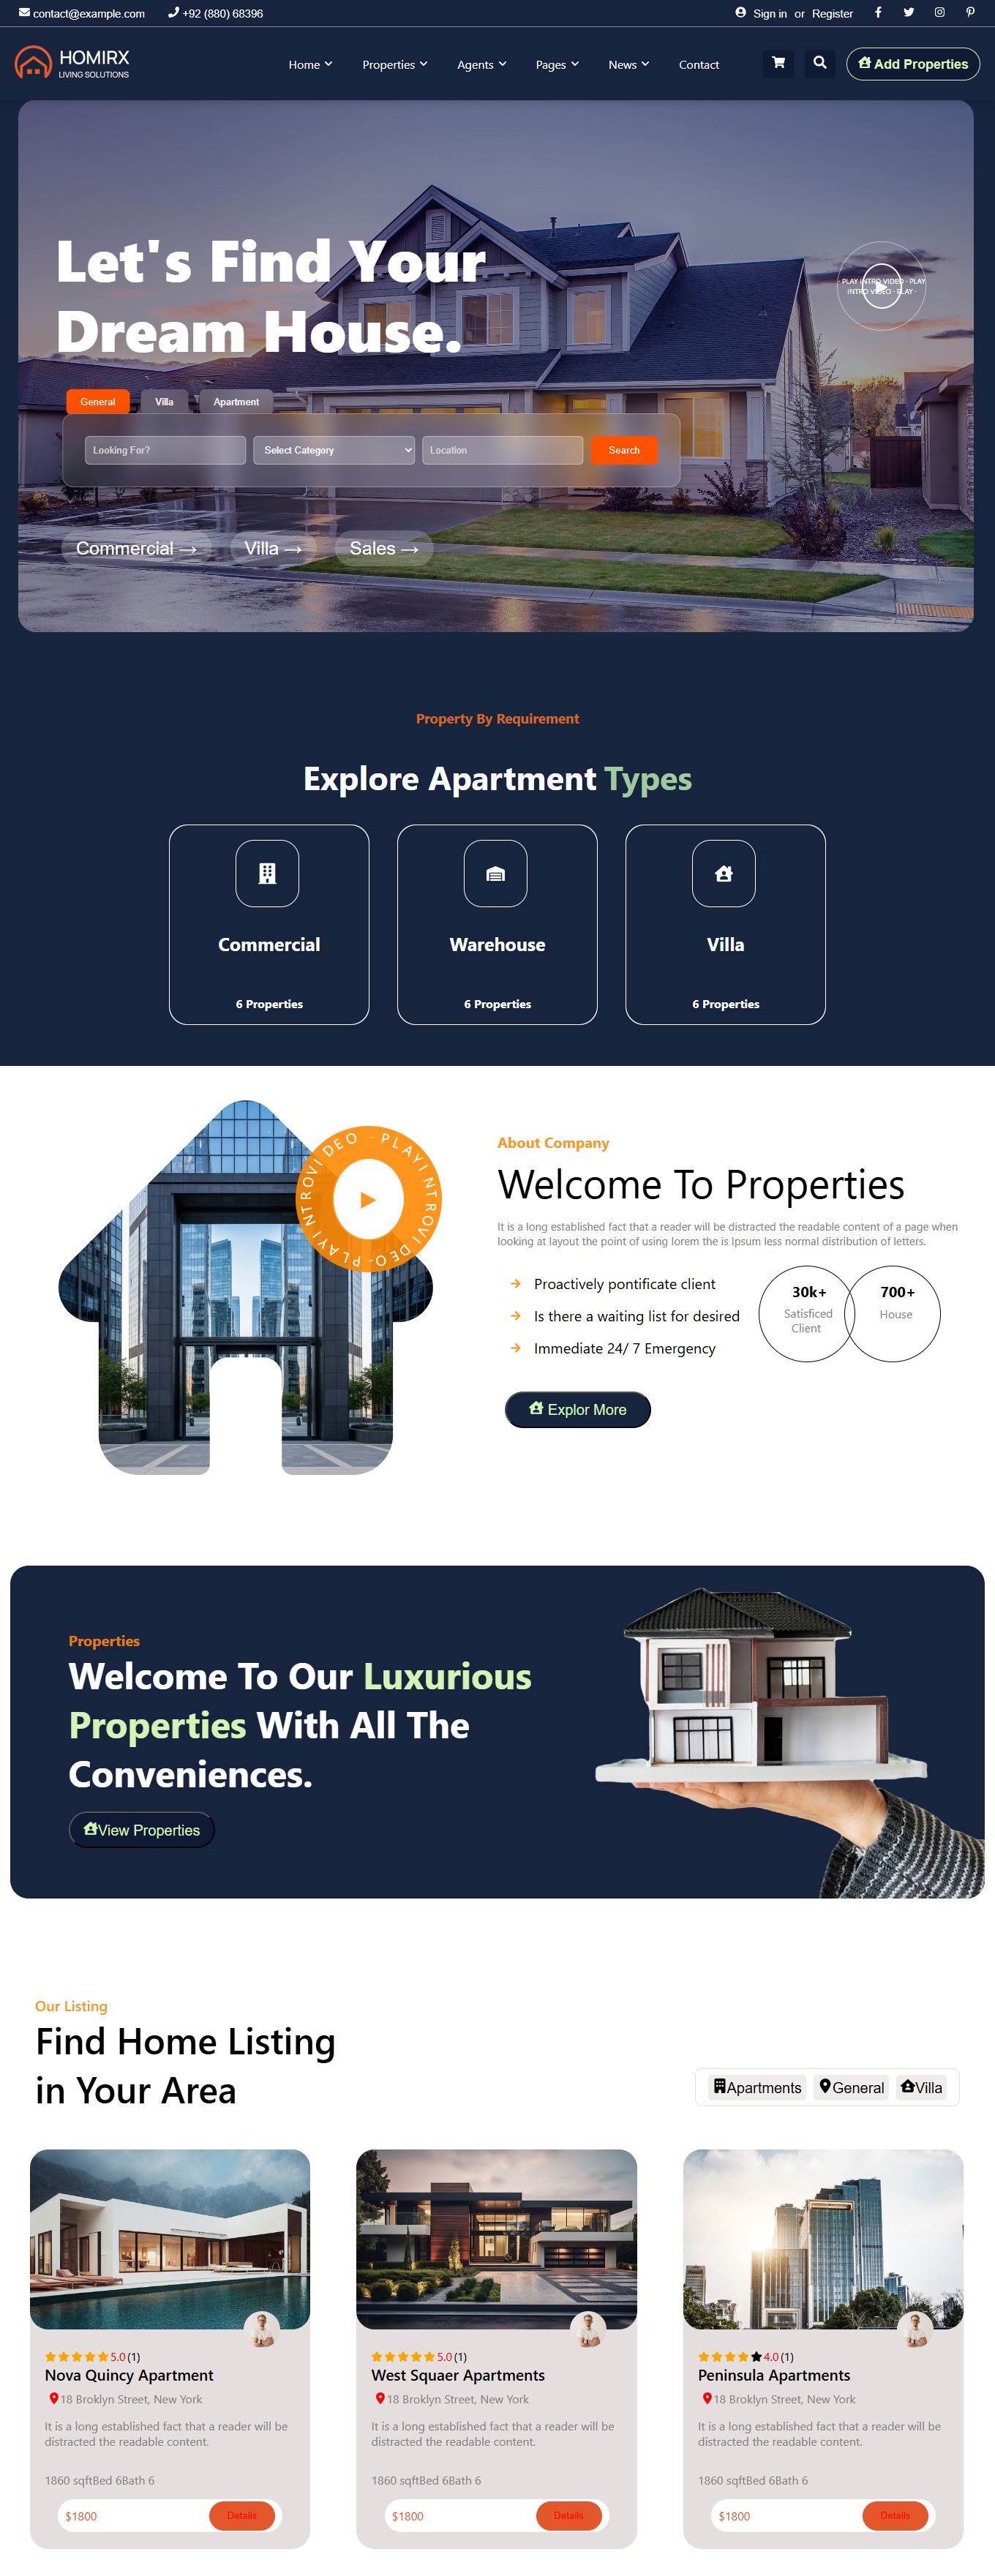 contact@example.com +92 (880) 68396 Sign in or Register
HOMIRX
LIVING SOLUTIONS
Home Properties Agents Pages News Contact Add Properties
Let's Find Your
Dream House.
- PLAY INTRO VIDEO - PLAY
INTRO VIDEO - PLAY -
General Villa Apartment
Looking For? Select Category Location Search
Commercial → Villa → Sales →
Property By Requirement
Explore Apartment Types
Commercial Warehouse Villa
6 Properties 6 Properties 6 Properties
- PLAYINTROVIDEO - PLAYINTROVIDEO
About Company
Welcome To Properties
It is a long established fact that a reader will be distracted the readable content of a page when
looking at layout the point of using lorem the is Ipsum less normal distribution of letters.
Proactively pontificate client
Is there a waiting list for desired
Immediate 24/ 7 Emergency
30k+
Satisficed
Client
700+
House
Explor More
Properties
Welcome To Our Luxurious
Properties With All The
Conveniences.
View Properties
Our Listing
Find Home Listing
in Your Area
Apartments General Villa
5.0 (1)
Nova Quincy Apartment
18 Broklyn Street, New York
It is a long established fact that a reader will be
distracted the readable content.
1860 sqftBed 6Bath 6
$1800 Details
5.0 (1)
West Squaer Apartments
18 Broklyn Street, New York
It is a long established fact that a reader will be
distracted the readable content.
1860 sqftBed 6Bath 6
$1800 Details
4.0 (1)
Peninsula Apartments
18 Broklyn Street, New York
It is a long established fact that a reader will be
distracted the readable content.
1860 sqftBed 6Bath 6
$1800 Details